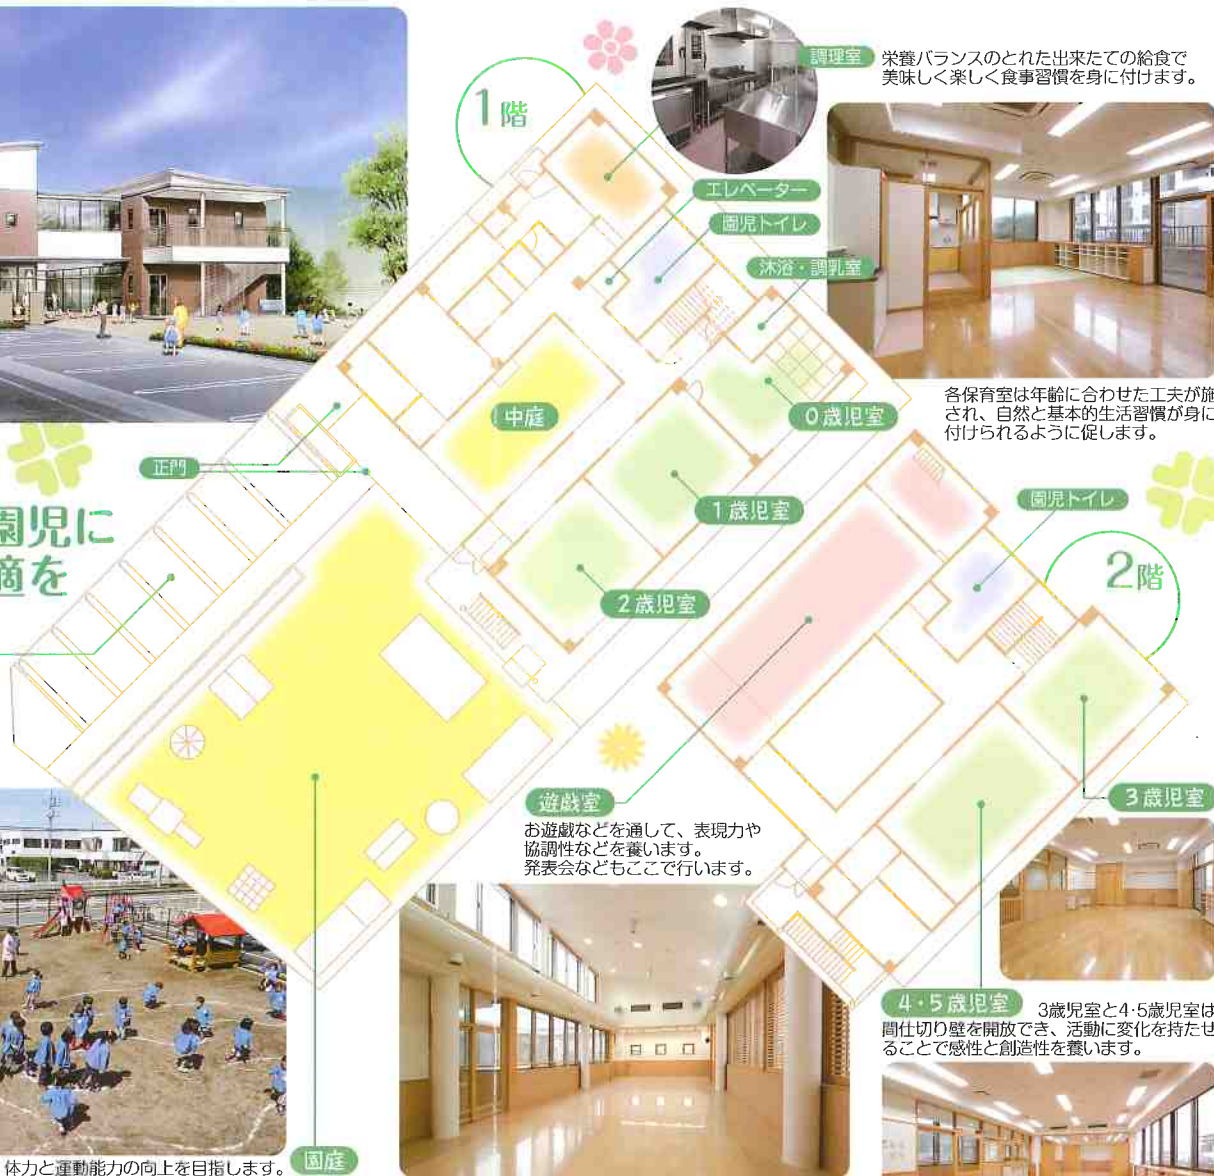 1階
調理室
栄養バランスのとれた出来たての給食で
美味しく楽しく食事習慣を身に付けます。
エレベーター
園児トイレ
沐浴・調乳室
各保育室は年齢に合わせた工夫が施
され、自然と基本的生活習慣が身に
付けられるように促します。
中庭
0歳児室
正門
1歳児室
園児トイレ
園児に
滴を
2階
2歳児室
遊戯室
お遊戯などを通して、表現力や
協調性などを養います。
発表会などもここで行います。
3歳児室
4・5歳児室
3歳児室と4・5歳児室は
間仕切り壁を開放でき、活動に変化を持たせ
ることで感性と創造性を養います。
体力と運動能力の向上を目指します。
園庭